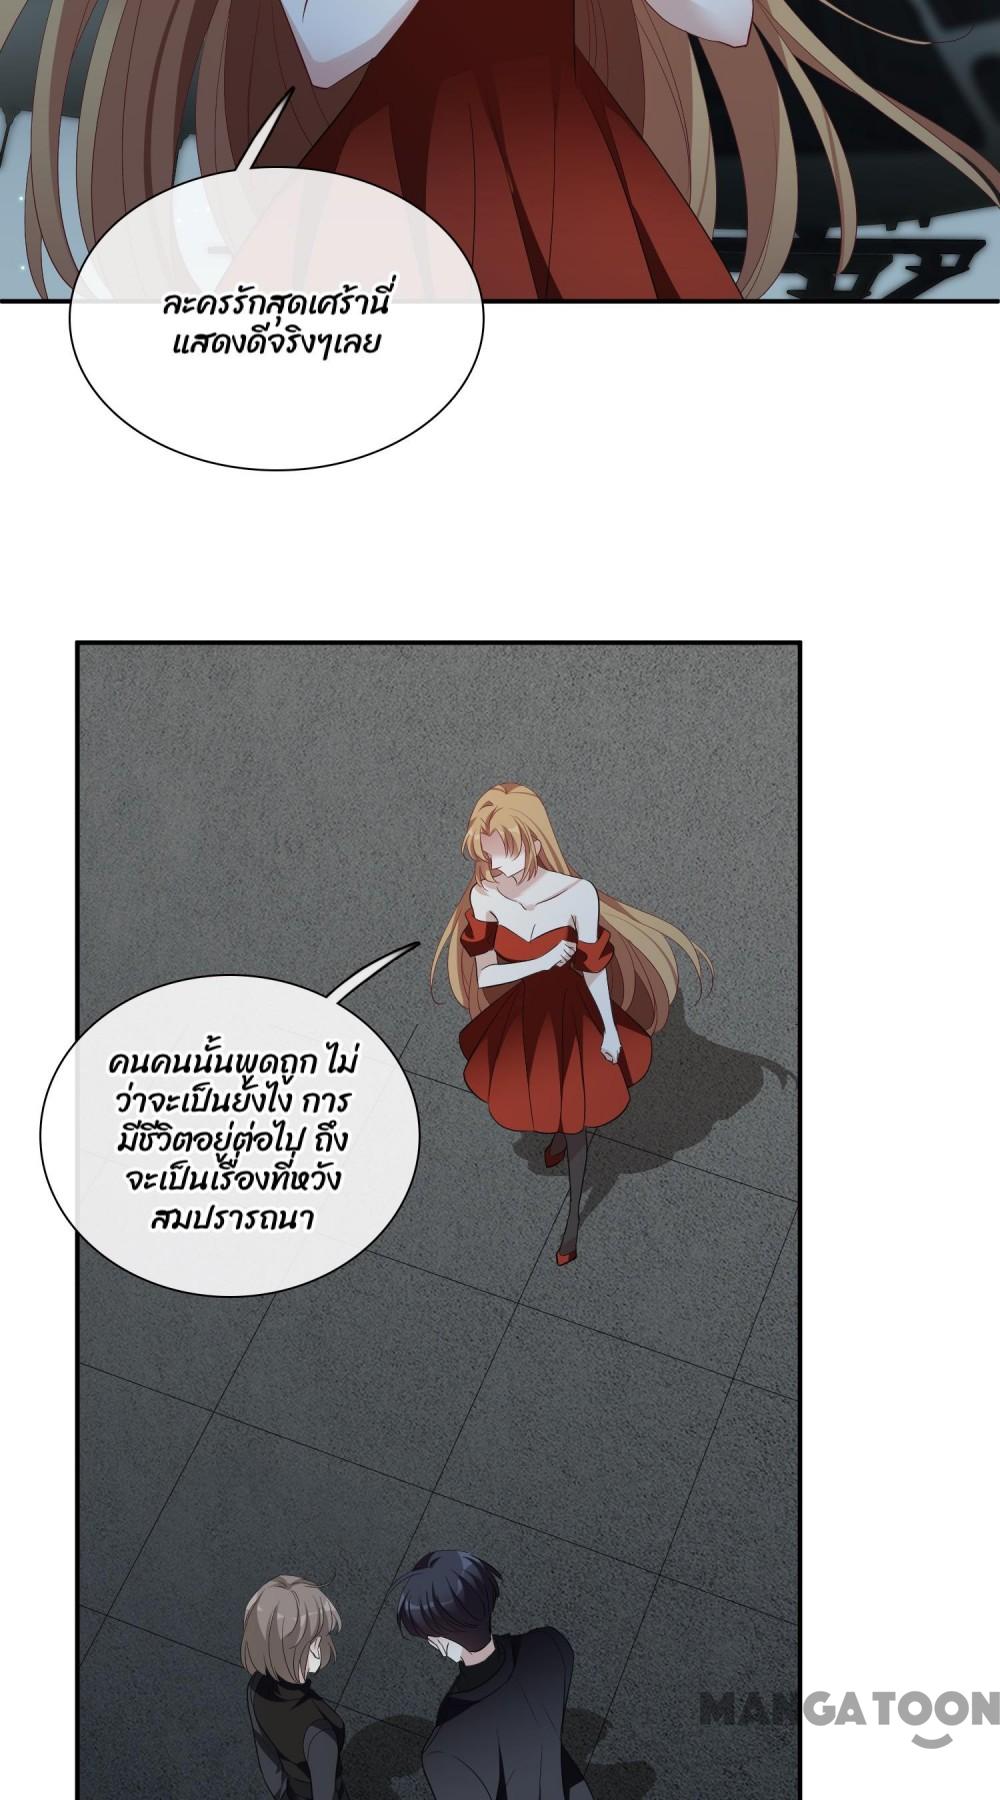 ละครรักสุดเศร้านี่
แสดงดีจริงๆเลย
คนคนนั้นพูดถูก ไม่
ว่าจะเป็นยังไง การ
มีชีวิตอยู่ต่อไป ถึง
จะเป็นเรื่องที่หวัง
สมปรารถนา
MANGATOON